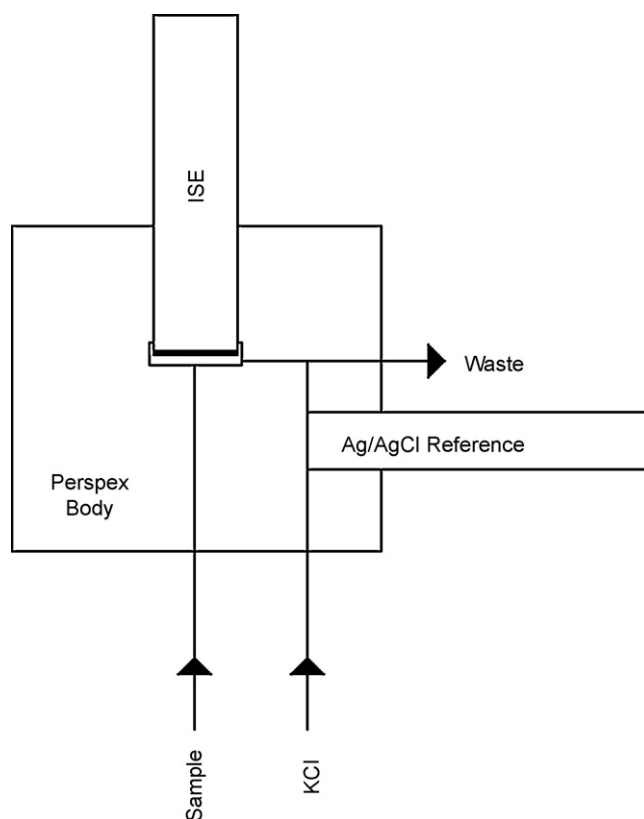 ISE
Waste
Ag/AgCl Reference
Perspex
Body
Sample
KCl